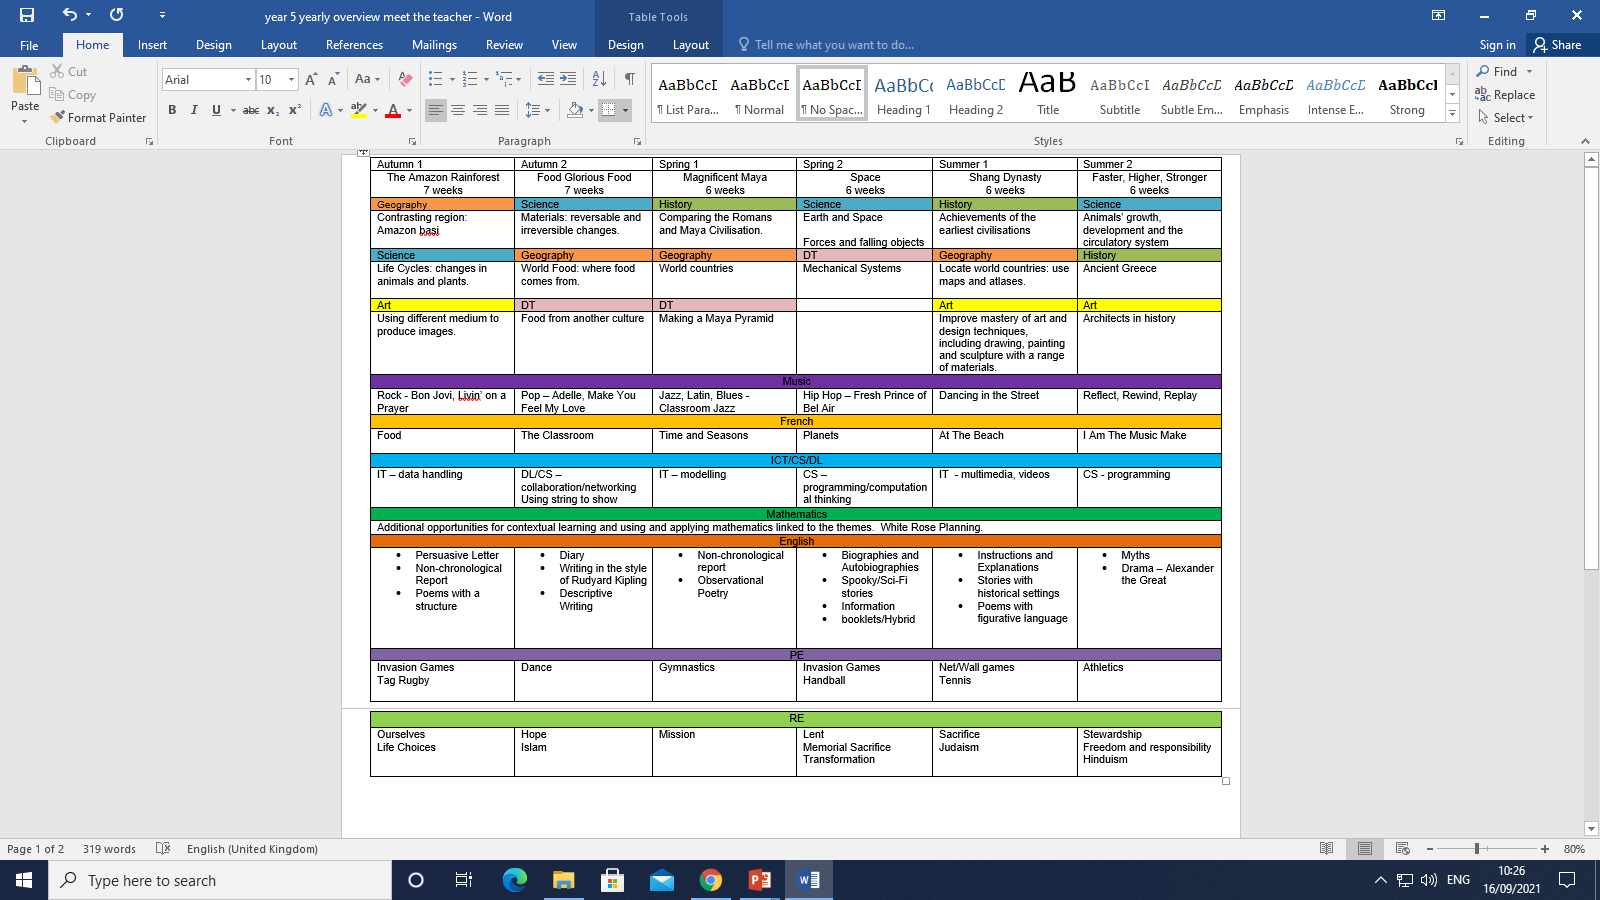 year 5 yearly overview meet the teacher - Word
Table Tools
File Home Insert Design Layout References Mailings Review View Design Layout Tell me what you want to do... Sign in Share
Paste
Cut
Copy
Format Painter
Arial 10
Aa
B I U abc x₂ x² A ab A
AaBbCcI AaBbCcI AaBbCcI AaBbCc AaBbCcD AaB AaBbCcD AaBbCcD AaBbCcD AaBbCcD AaBbCcl
¶ List Para... ¶ Normal ¶ No Spac... Heading 1 Heading 2 Title Subtitle Subtle Em... Emphasis Intense E... Strong
Find
Replace
Select
Clipboard Font Paragraph Styles Editing
Autumn 1 Autumn 2 Spring 1 Spring 2 Summer 1 Summer 2
The Amazon Rainforest Food Glorious Food Magnificent Maya Space Shang Dynasty Faster, Higher, Stronger
7 weeks 7 weeks 6 weeks 6 weeks 6 weeks 6 weeks
Geography Science History Science History Science
Contrasting region: Materials: reversable and Comparing the Romans Earth and Space Achievements of the Animals' growth,
Amazon basi irreversible changes. and Maya Civilisation. earliest civilisations development and the
Forces and falling objects circulatory system
Science Geography Geography DT Geography History
Life Cycles: changes in World Food: where food World countries Mechanical Systems Locate world countries: use Ancient Greece
animals and plants. comes from. maps and atlases.
Art DT DT Art Art
Using different medium to Food from another culture Making a Maya Pyramid Improve mastery of art and Architects in history
produce images. design techniques,
including drawing, painting
and sculpture with a range
of materials.
Music
Rock - Bon Jovi, Livin' on a Pop – Adelle, Make You Jazz, Latin, Blues - Hip Hop – Fresh Prince of Dancing in the Street Reflect, Rewind, Replay
Prayer Feel My Love Classroom Jazz Bel Air
French
Food The Classroom Time and Seasons Planets At The Beach I Am The Music Make
ICT/CS/DL
IT – data handling DL/CS – IT – modelling CS – IT - multimedia, videos CS - programming
collaboration/networking programming/computation
Using string to show al thinking
Mathematics
Additional opportunities for contextual learning and using and applying mathematics linked to the themes. White Rose Planning.
English
• Persuasive Letter • Diary • Non-chronological • Biographies and • Instructions and • Myths
• Non-chronological • Writing in the style report Autobiographies Explanations • Drama – Alexander
Report of Rudyard Kipling • Observational • Spooky/Sci-Fi • Stories with the Great
• Poems with a • Descriptive Poetry stories historical settings
structure Writing • Information • Poems with
• booklets/Hybrid figurative language
PE
Invasion Games Dance Gymnastics Invasion Games Net/Wall games Athletics
Tag Rugby Handball Tennis
RE
Ourselves Hope Mission Lent Sacrifice Stewardship
Life Choices Islam Memorial Sacrifice Judaism Freedom and responsibility
Transformation Hinduism
Page 1 of 2 319 words English (United Kingdom) 80%
Type here to search
ENG
10:26
16/09/2021